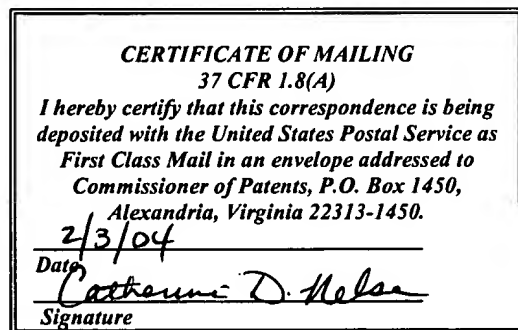 CERTIFICATE OF MAILING
37 CFR 1.8(A)
I hereby certify that this correspondence is being
deposited with the United States Postal Service as
First Class Mail in an envelope addressed to
Commissioner of Patents, P.O. Box 1450,
Alexandria, Virginia 22313-1450.
2/3/04
Date
Catherine D. Nelson
Signature